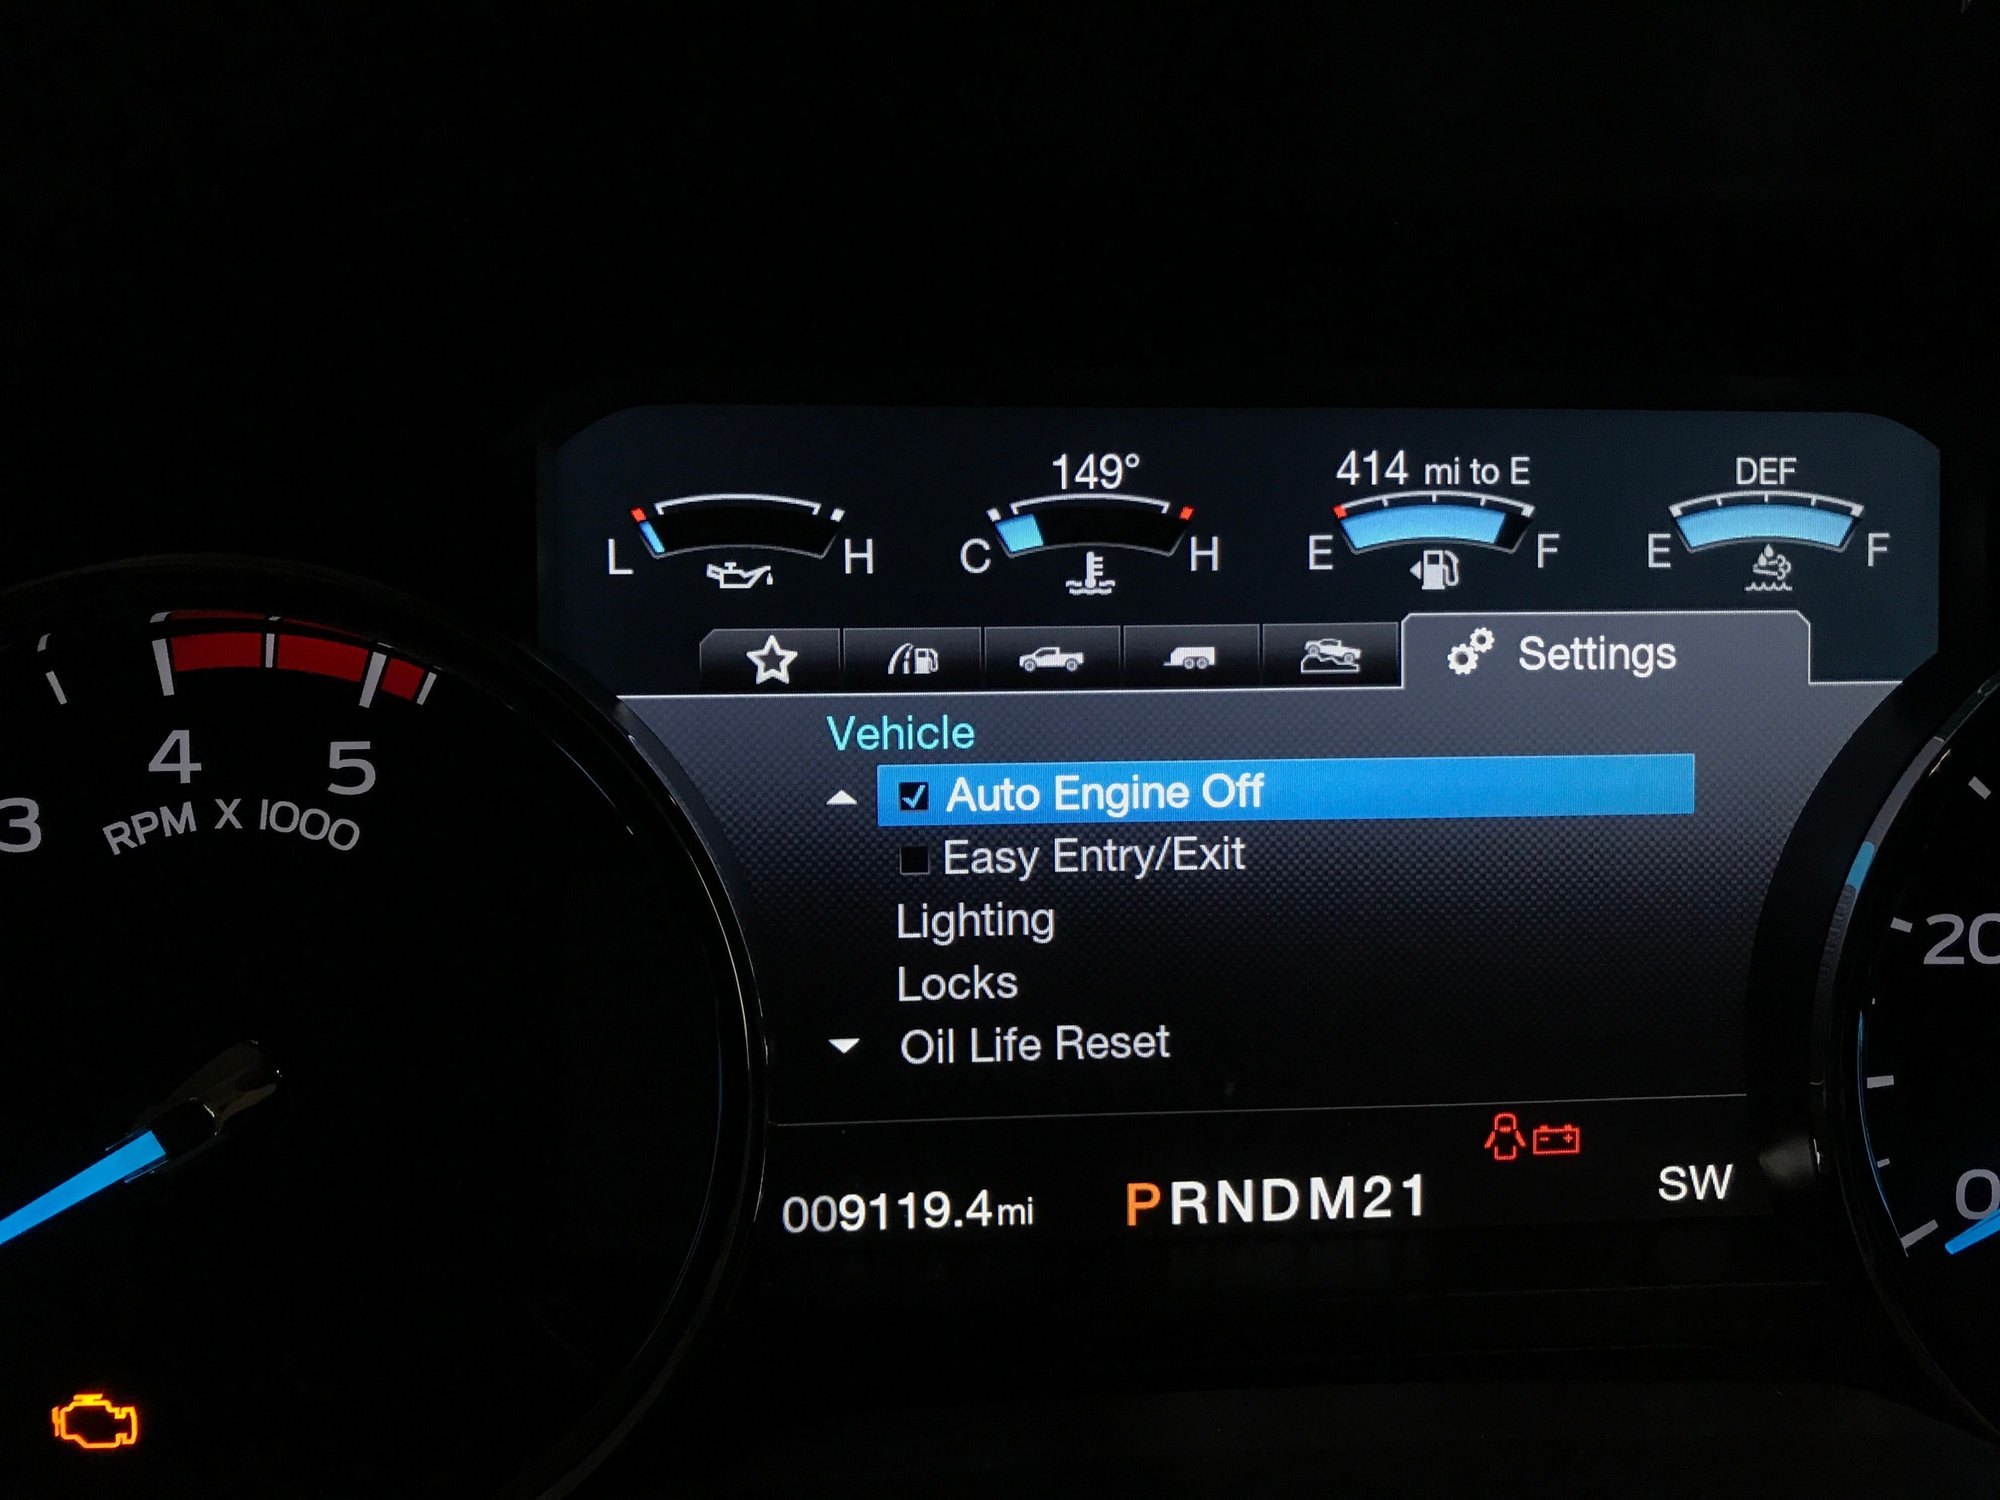 149°
414 mi to E
DEF
L H
C H
E F
E F
Settings
Vehicle
Auto Engine Off
Easy Entry/Exit
Lighting
Locks
Oil Life Reset
009119.4mi
PRNDM21
SW
3 4 5
RPM X 1000
20
0